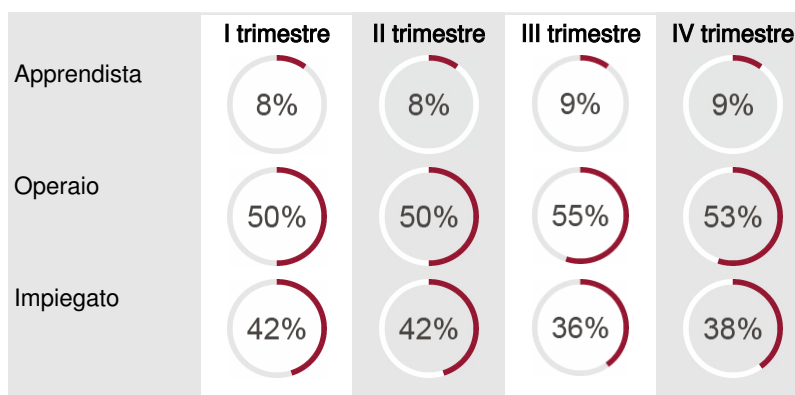 I trimestre II trimestre III trimestre IV trimestre
Apprendista 8% 8% 9% 9%
Operaio 50% 50% 55% 53%
Impiegato 42% 42% 36% 38%